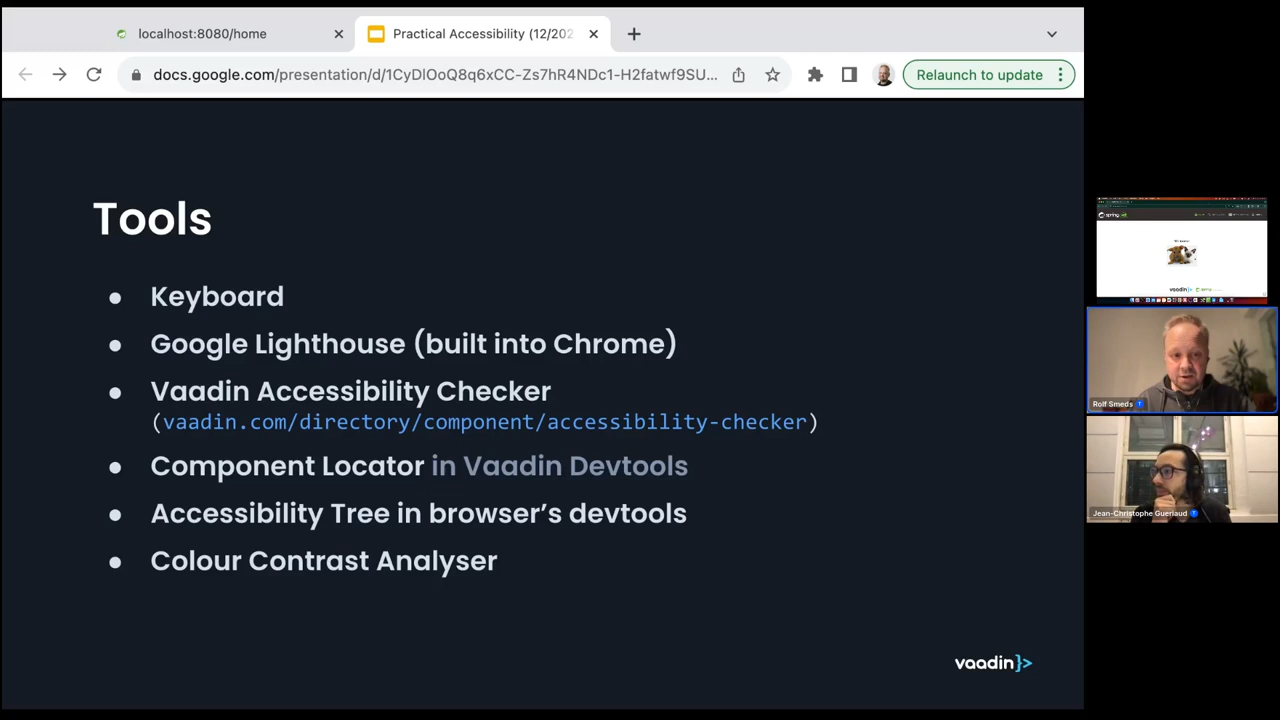 localhost:8080/home
Practical Accessibility (12/202
docs.google.com/presentation/d/1CyDlOoQ8q6xCC-Zs7hR4NDc1-H2fatwf9SU...
Relaunch to update
Tools
● Keyboard
● Google Lighthouse (built into Chrome)
● Vaadin Accessibility Checker
(vaadin.com/directory/component/accessibility-checker)
● Component Locator in Vaadin Devtools
● Accessibility Tree in browser's devtools
● Colour Contrast Analyser
vaadin}>
spring
vaadin}>
Rolf Smeds
Jean-Christophe Gueriaud